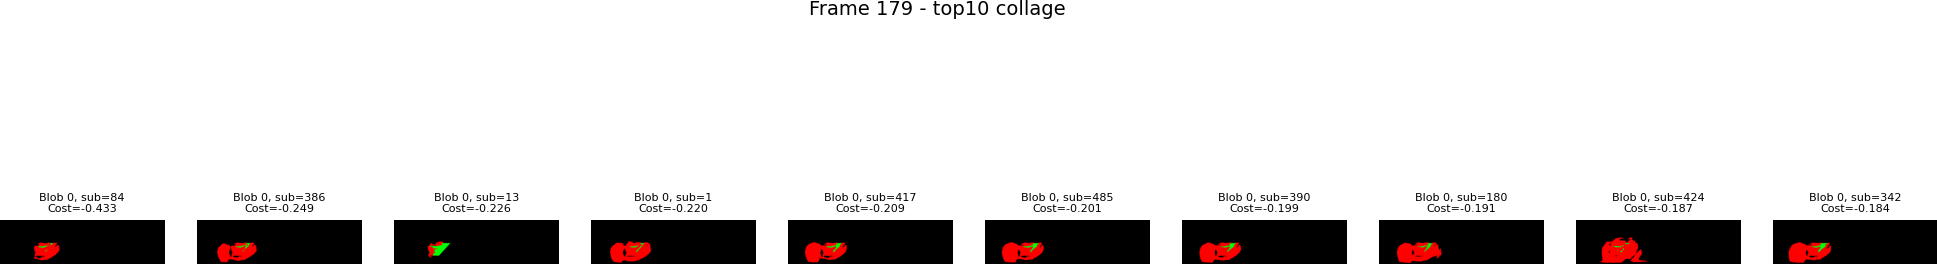 Frame 179 - top10 collage
Blob 0, sub=84
Cost=-0.433
Blob 0, sub=386
Cost=-0.249
Blob 0, sub=13
Cost=-0.226
Blob 0, sub=1
Cost=-0.220
Blob 0, sub=417
Cost=-0.209
Blob 0, sub=485
Cost=-0.201
Blob 0, sub=390
Cost=-0.199
Blob 0, sub=180
Cost=-0.191
Blob 0, sub=424
Cost=-0.187
Blob 0, sub=342
Cost=-0.184